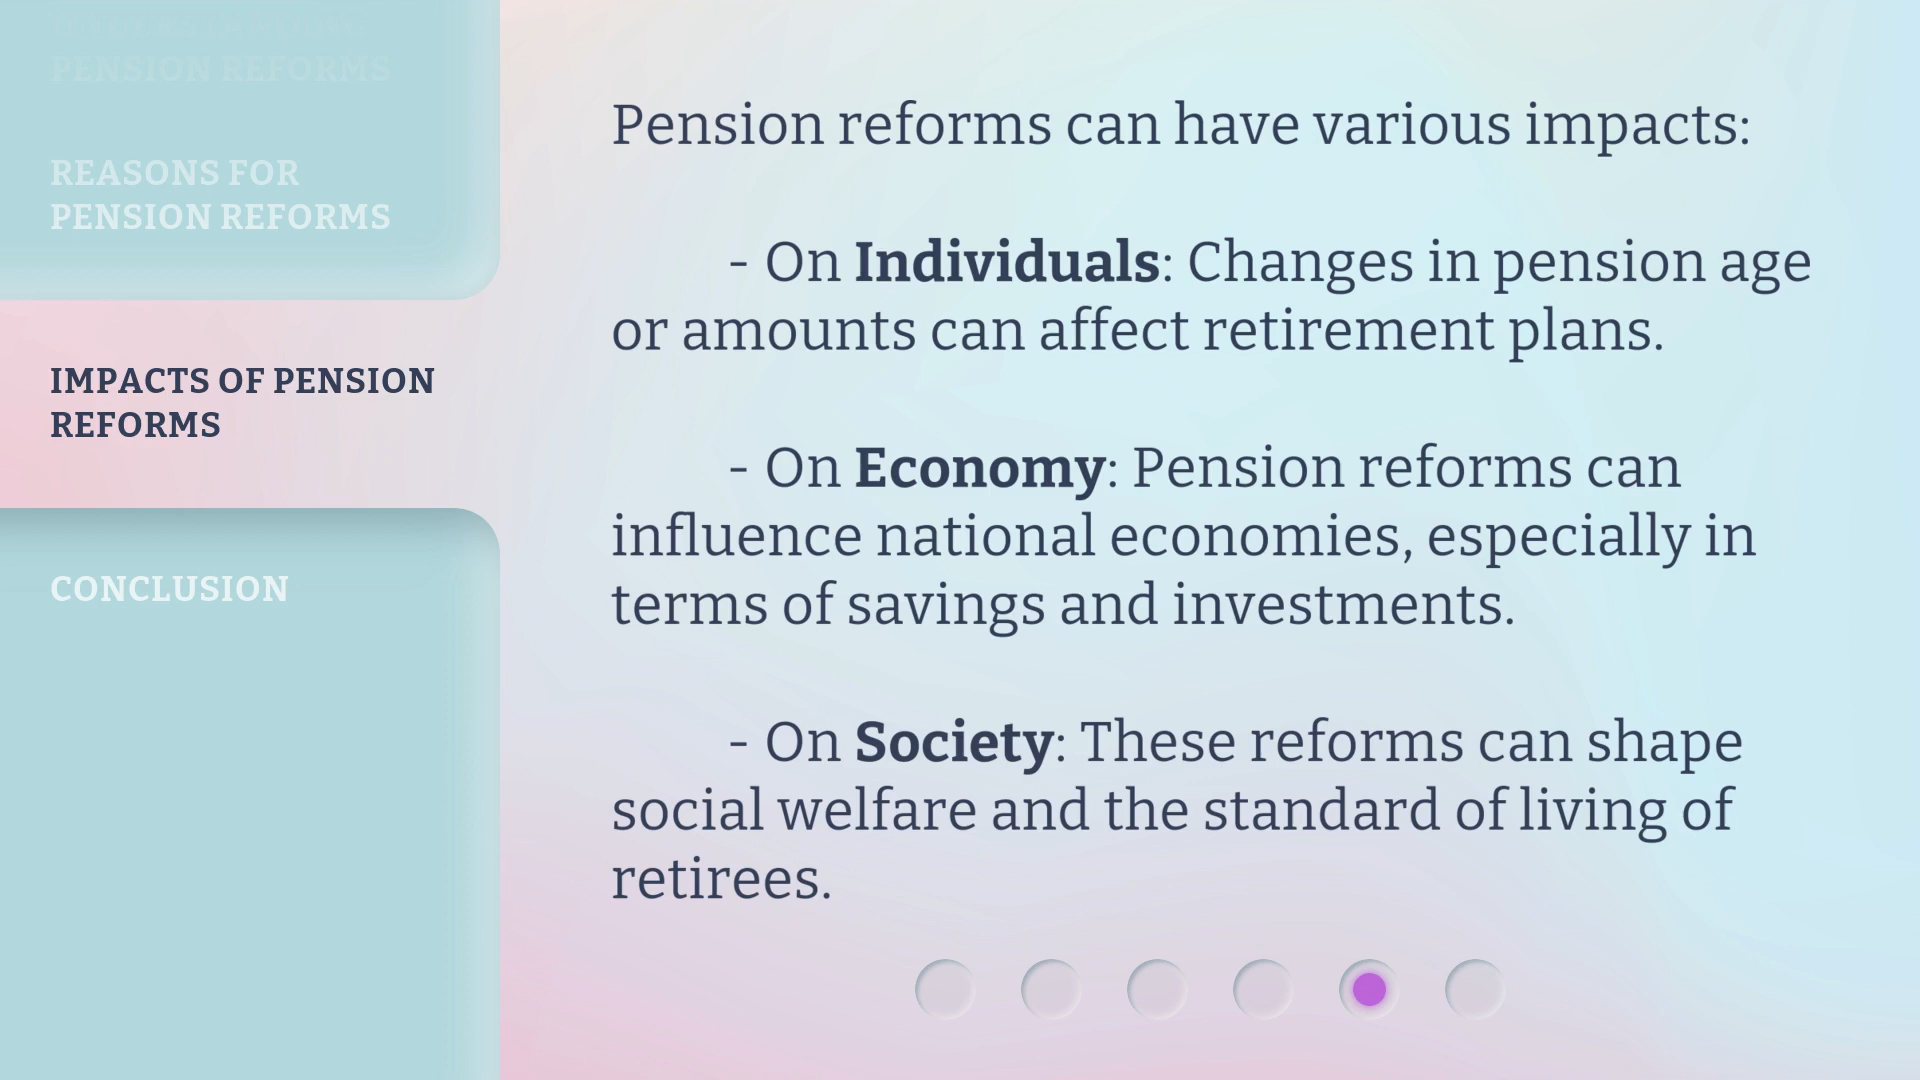 PENSION REFORMS
REASONS FOR
PENSION REFORMS
IMPACTS OF PENSION
REFORMS
CONCLUSION
Pension reforms can have various impacts:
- On Individuals: Changes in pension age
or amounts can affect retirement plans.
- On Economy: Pension reforms can
influence national economies, especially in
terms of savings and investments.
- On Society: These reforms can shape
social welfare and the standard of living of
retirees.